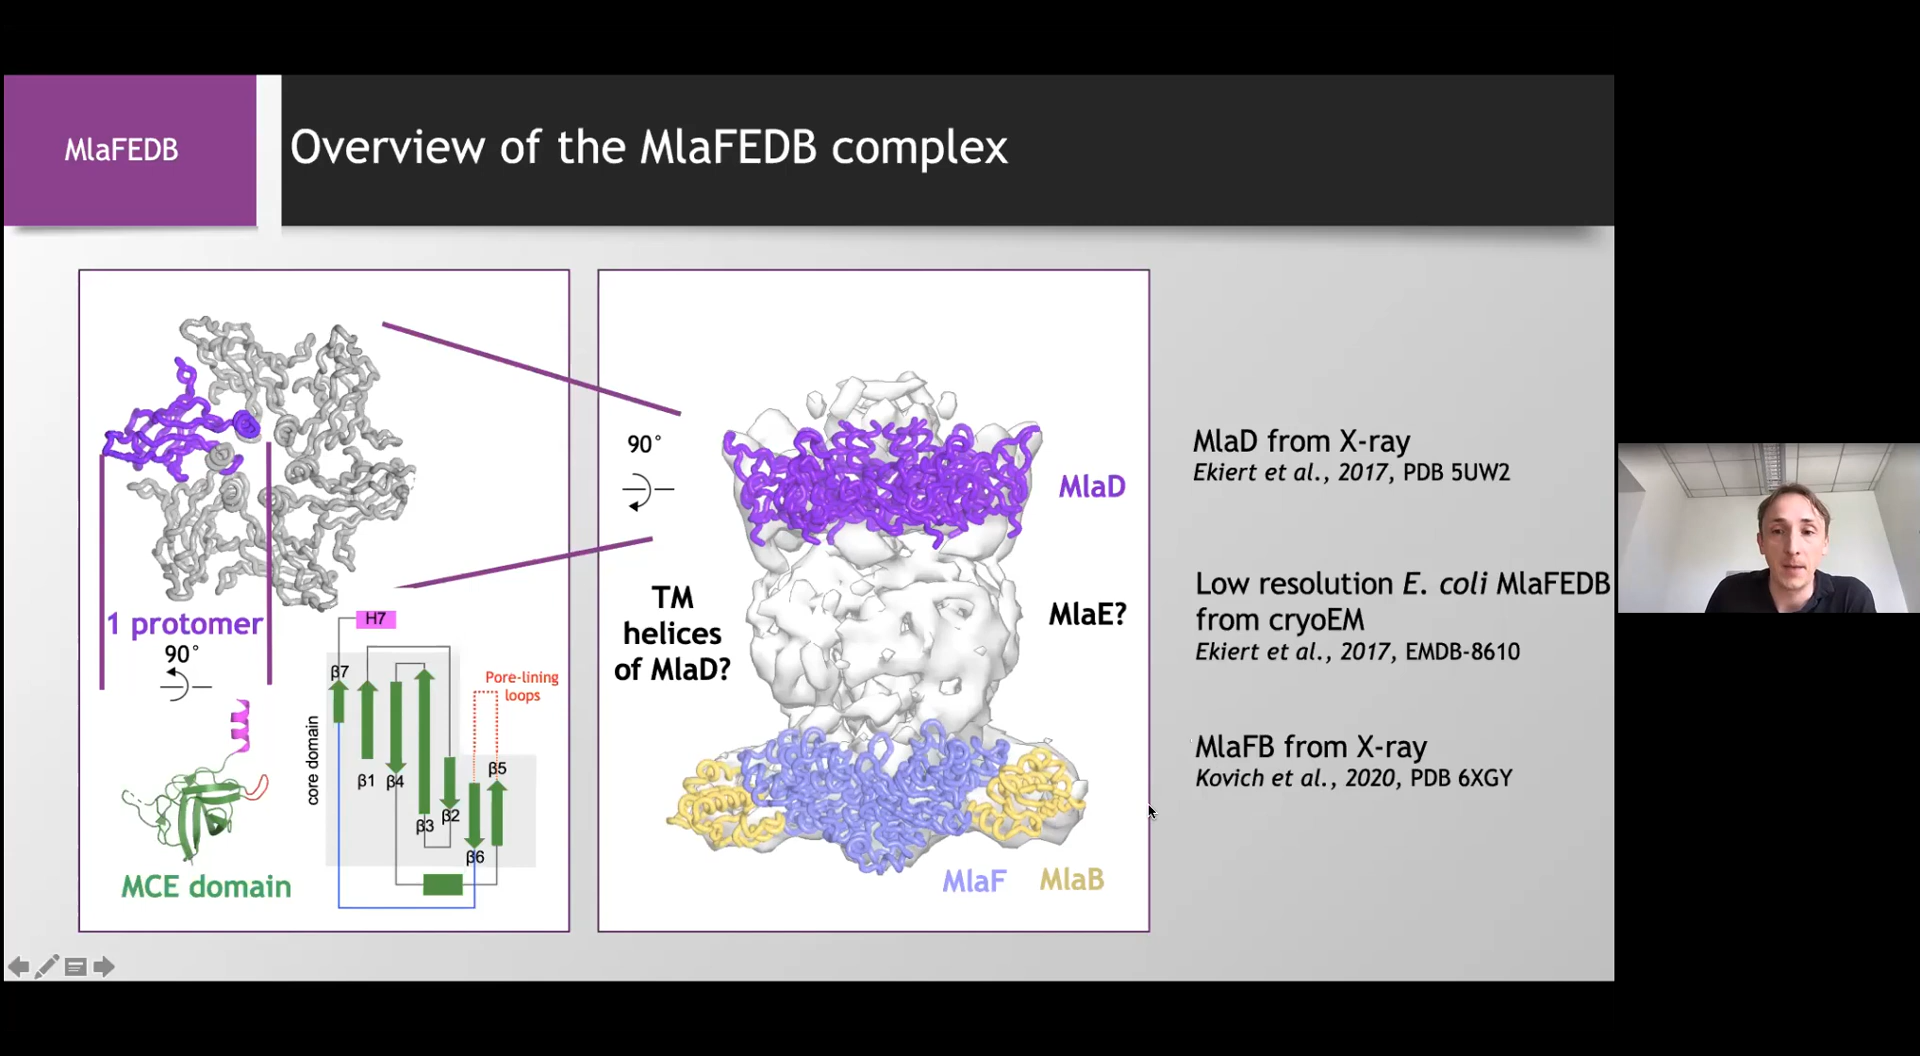 MlaFEDB
Overview of the MlaFEDB complex
1 protomer
90°
MCE domain
H7
β7
core domain
β1
β4
β3
β2
β6
β5
Pore-lining
loops
90°
TM
helices
of MlaD?
MlaD
MlaE?
MlaF
MlaB
MlaD from X-ray
Ekiert et al., 2017, PDB 5UW2
Low resolution E. coli MlaFEDB
from cryoEM
Ekiert et al., 2017, EMDB-8610
MlaFB from X-ray
Kovich et al., 2020, PDB 6XGY